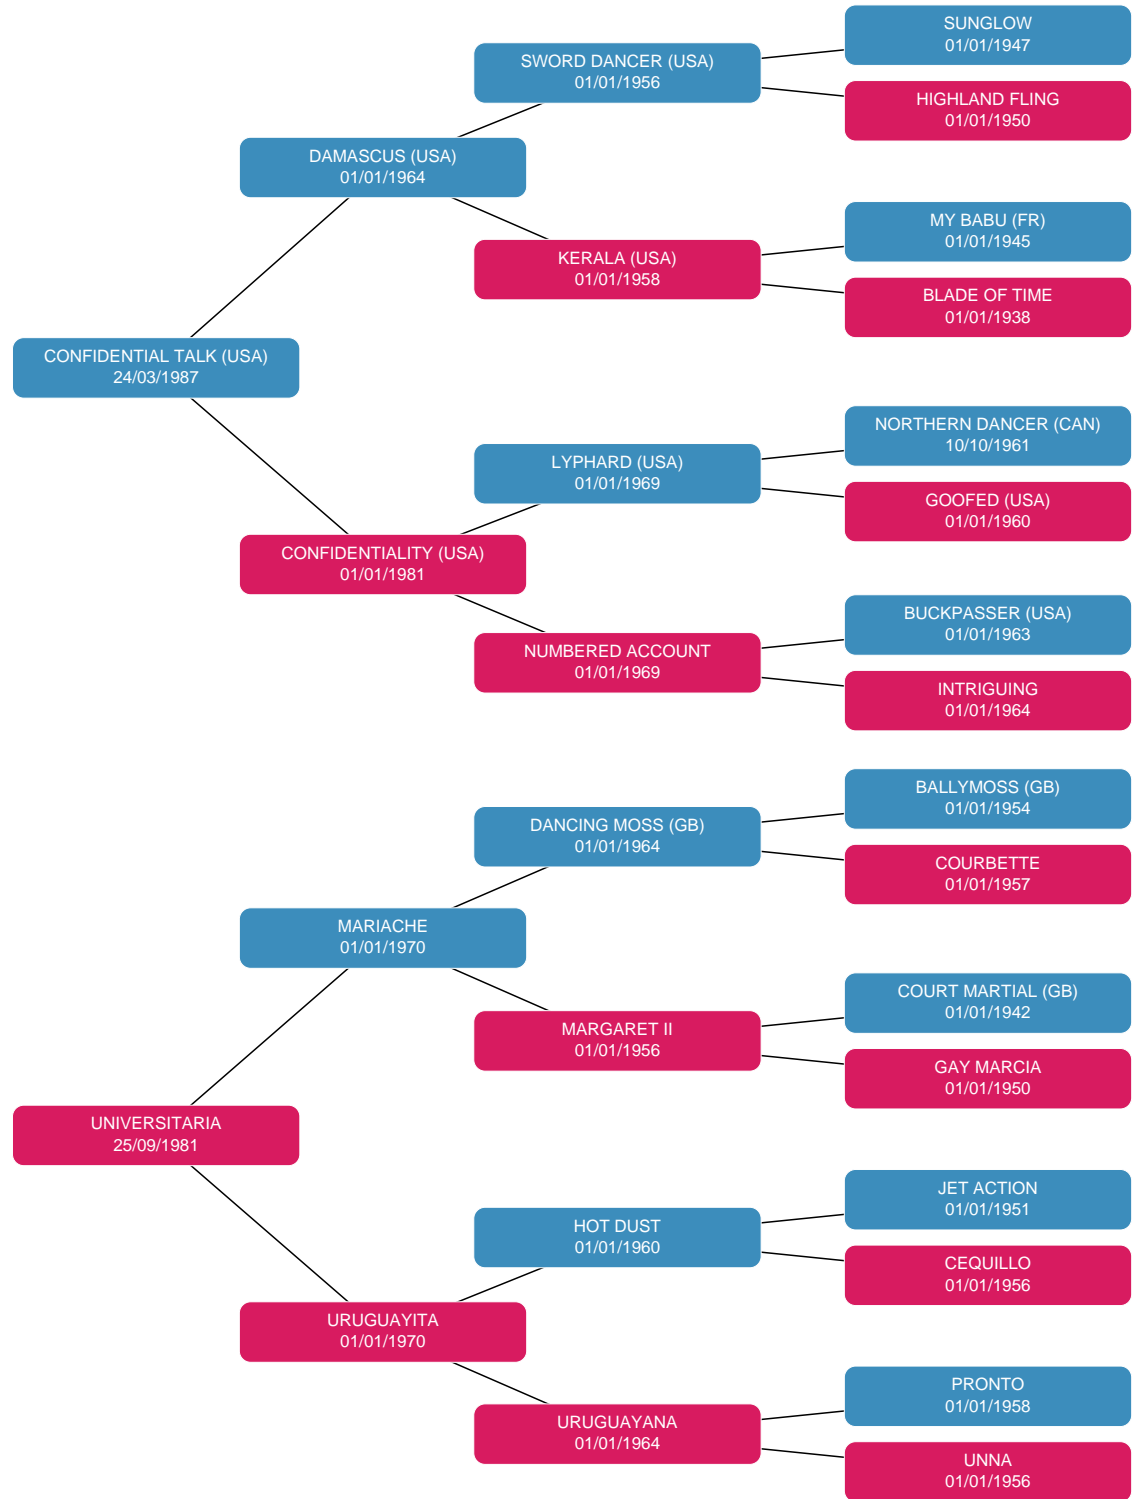 SUNGLOW
01/01/1947
SWORD DANCER (USA)
01/01/1956
HIGHLAND FLING
01/01/1950
DAMASCUS (USA)
01/01/1964
MY BABU (FR)
01/01/1945
KERALA (USA)
01/01/1958
BLADE OF TIME
01/01/1938
CONFIDENTIAL TALK (USA)
24/03/1987
NORTHERN DANCER (CAN)
10/10/1961
LYPHARD (USA)
01/01/1969
GOOFED (USA)
01/01/1960
CONFIDENTIALITY (USA)
01/01/1981
BUCKPASSER (USA)
01/01/1963
NUMBERED ACCOUNT
01/01/1969
INTRIGUING
01/01/1964
BALLYMOSS (GB)
01/01/1954
DANCING MOSS (GB)
01/01/1964
COURBETTE
01/01/1957
MARIACHE
01/01/1970
COURT MARTIAL (GB)
01/01/1942
MARGARET II
01/01/1956
GAY MARCIA
01/01/1950
UNIVERSITARIA
25/09/1981
JET ACTION
01/01/1951
HOT DUST
01/01/1960
CEQUILLO
01/01/1956
URUGUAYITA
01/01/1970
PRONTO
01/01/1958
URUGUAYANA
01/01/1964
UNNA
01/01/1956